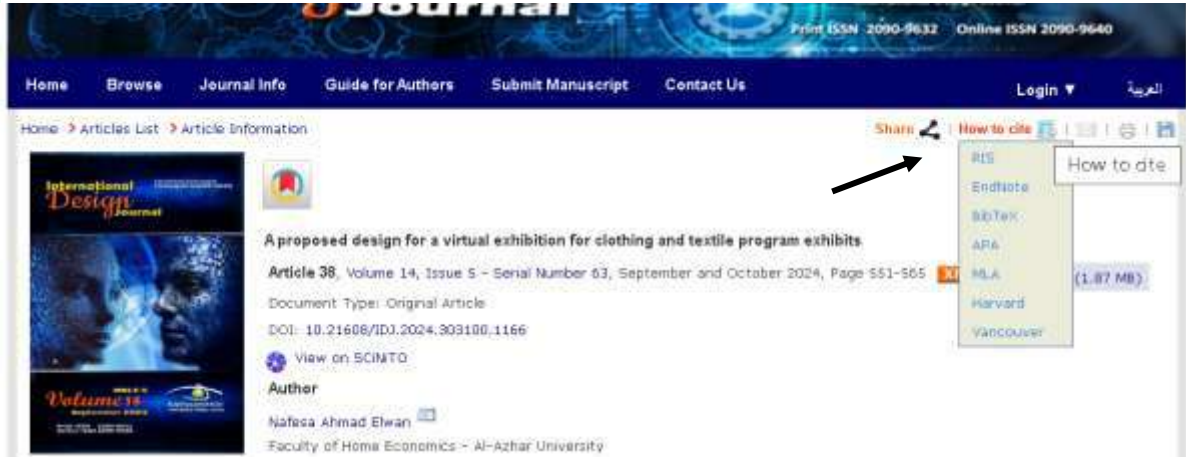 Journal
Print ISSN 2090-9632 Online ISSN 2090-9640
Home Browse Journal Info Guide for Authors Submit Manuscript Contact Us Login ▼ العربية
Home > Articles List > Article Information
Share | How to cite
RIS
How to cite
EndNote
BibTeX
APA
MLA
Harvard
Vancouver
International
Design
Journal
Volume 14
A proposed design for a virtual exhibition for clothing and textile program exhibits
Article 38, Volume 14, Issue 5 - Serial Number 63, September and October 2024, Page 551-565 (1.87 MB)
Document Type: Original Article
DOI: 10.21608/IDJ.2024.303100.1166
View on SCiNiTO
Author
Nafesa Ahmad Elwan
Faculty of Home Economics - Al-Azhar University